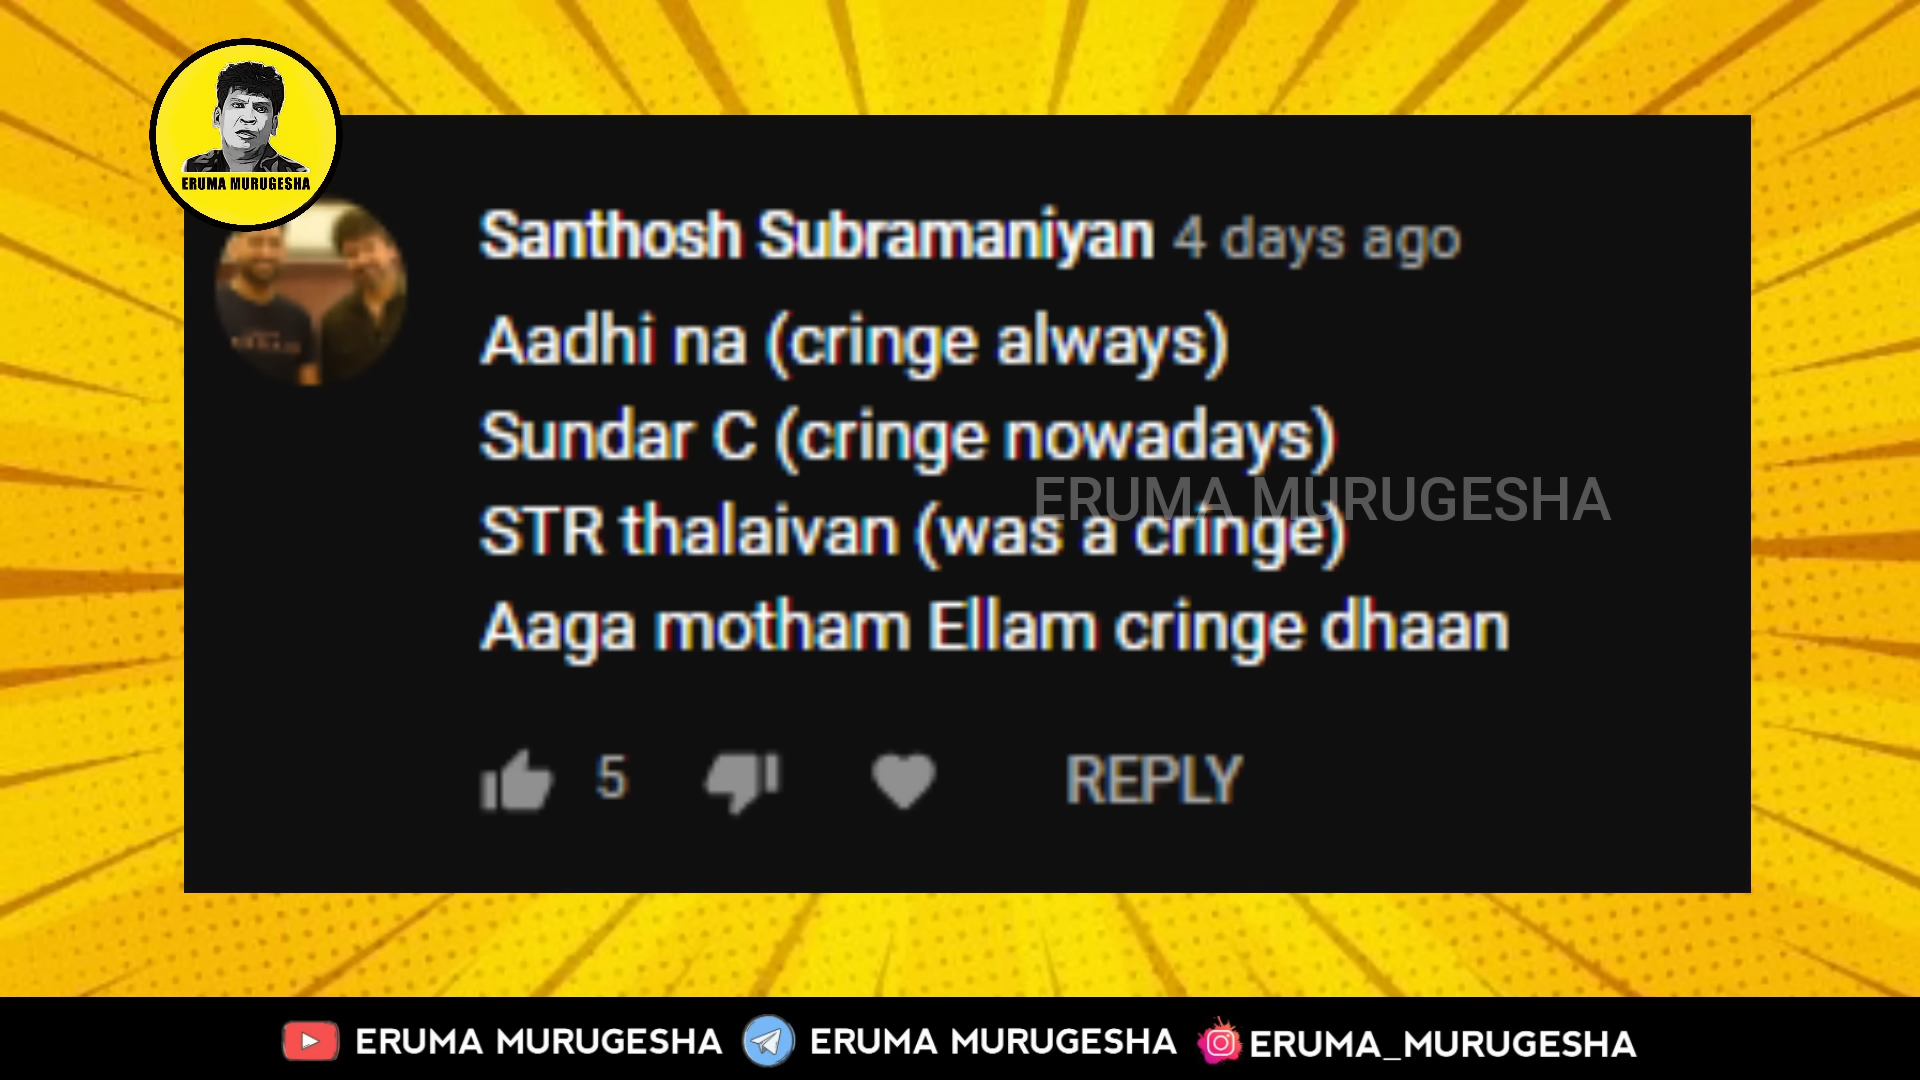 ERUMA MURUGESHA
Santhosh Subramaniyan 4 days ago
Aadhi na (cringe always)
Sundar C (cringe nowadays)
ERUMA MURUGESHA
STR thalaivan (was a cringe)
Aaga motham Ellam cringe dhaan
5 REPLY
ERUMA MURUGESHA ERUMA MURUGESHA ERUMA_MURUGESHA